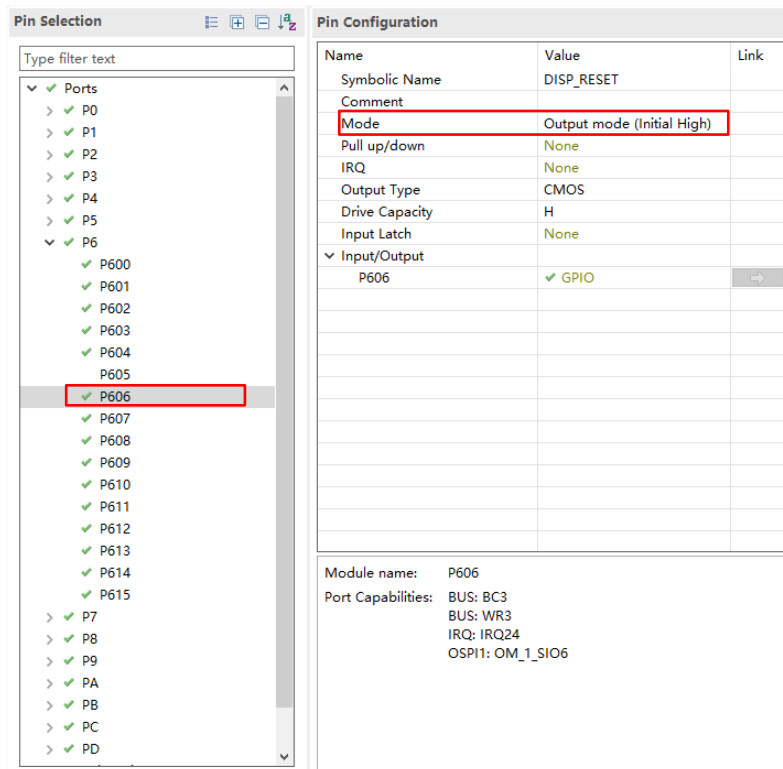 Pin Selection
Type filter text
Ports
P0
P1
P2
P3
P4
P5
P6
P600
P601
P602
P603
P604
P605
P606
P607
P608
P609
P610
P611
P612
P613
P614
P615
P7
P8
P9
PA
PB
PC
PD
Pin Configuration
Name Value Link
Symbolic Name DISP_RESET
Comment
Mode Output mode (Initial High)
Pull up/down None
IRQ None
Output Type CMOS
Drive Capacity H
Input Latch None
Input/Output
P606 GPIO
Module name: P606
Port Capabilities: BUS: BC3
BUS: WR3
IRQ: IRQ24
OSPI1: OM_1_SIO6